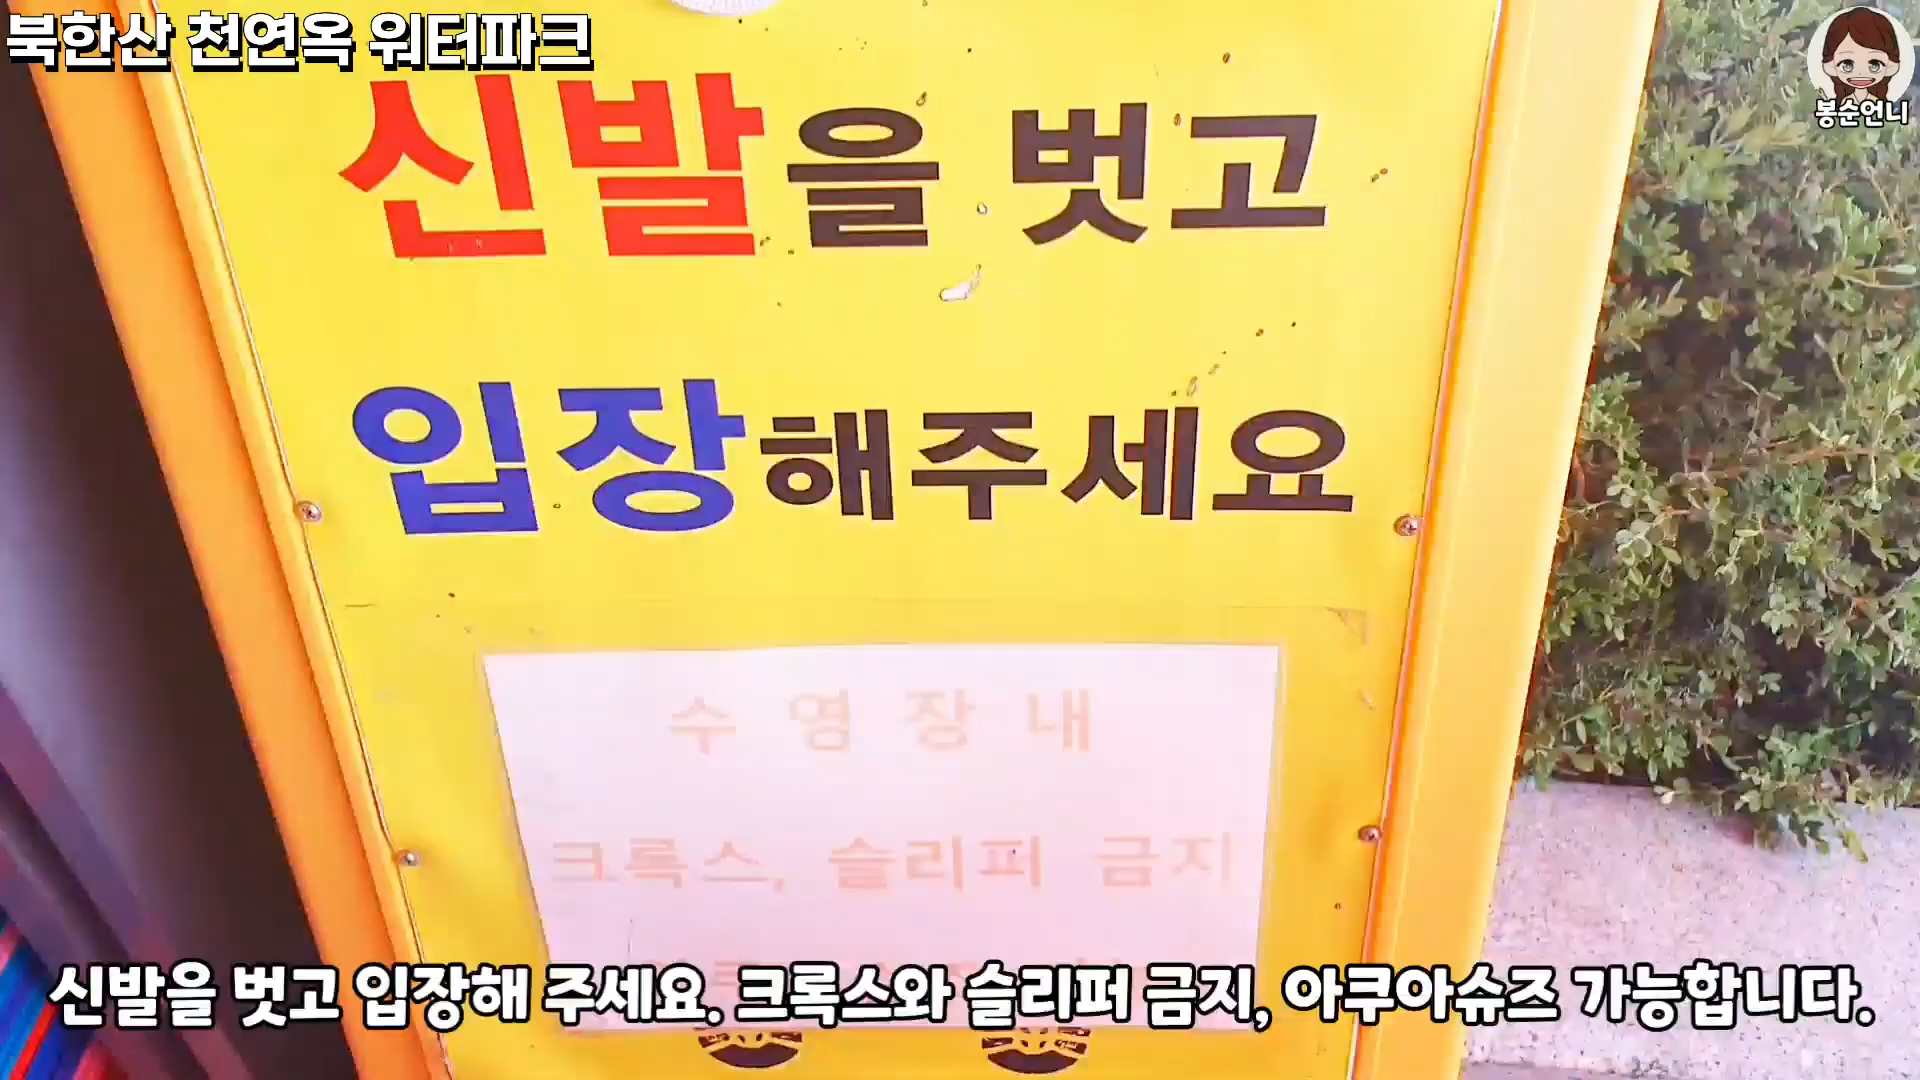 북한산 천연옥 워터파크
봉순언니
신발을 벗고
입장해주세요
수영장내
크록스, 슬리퍼 금지
신발을 벗고 입장해 주세요. 크록스와 슬리퍼 금지, 아쿠아슈즈 가능합니다.